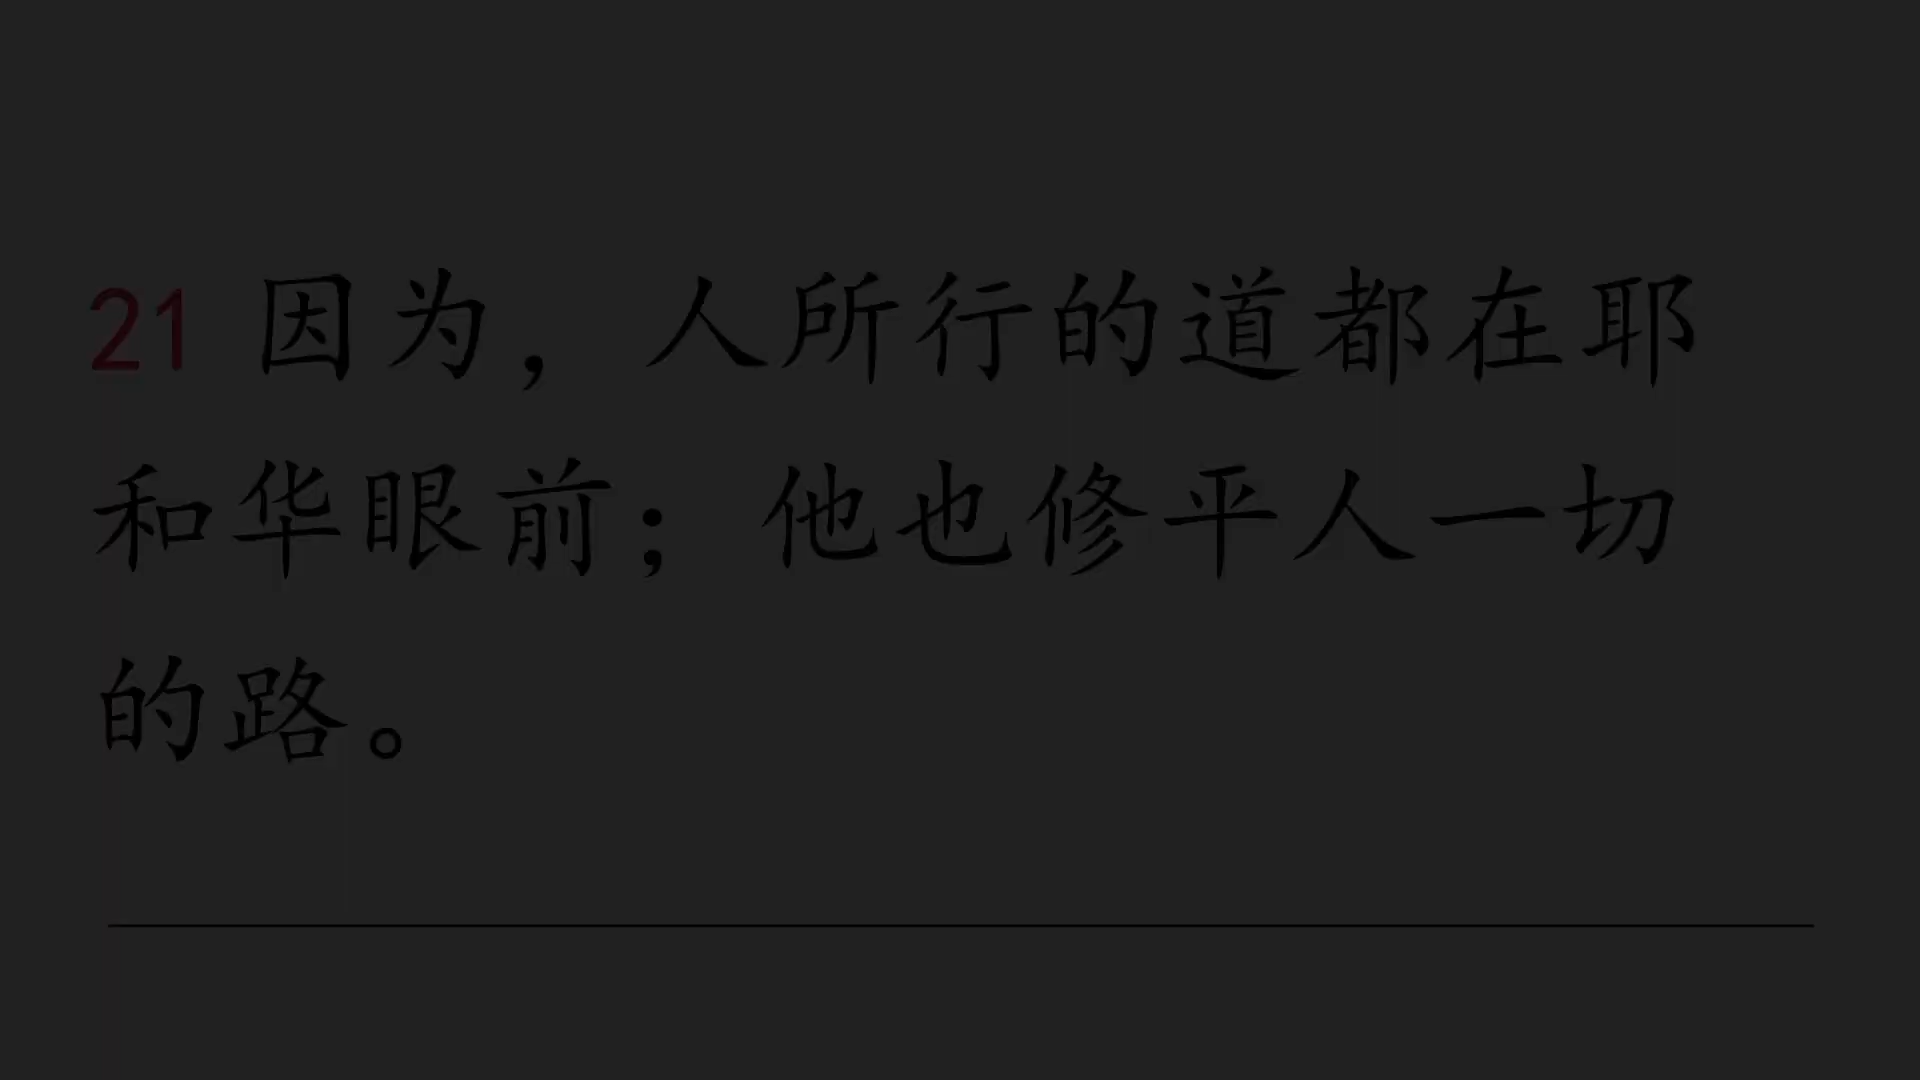 21 因为，人所行的道都在耶
和华眼前；他也修平人一切
的路。